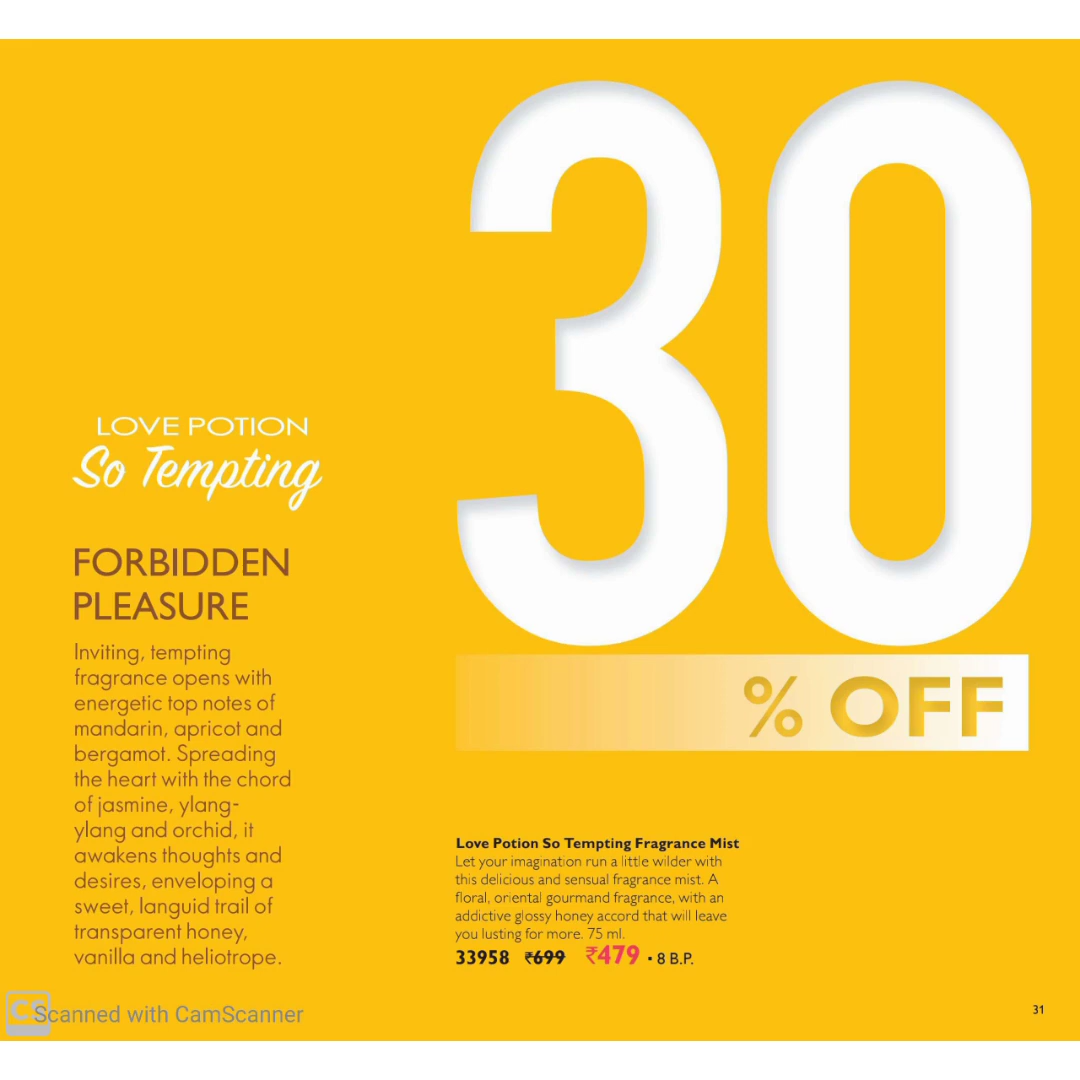 30
% OFF
LOVE POTION
So Tempting
FORBIDDEN
PLEASURE
Inviting, tempting
fragrance opens with
energetic top notes of
mandarin, apricot and
bergamot. Spreading
the heart with the chord
of jasmine, ylang-
ylang and orchid, it
awakens thoughts and
desires, enveloping a
sweet, languid trail of
transparent honey,
vanilla and heliotrope.
Love Potion So Tempting Fragrance Mist
Let your imagination run a little wilder with
this delicious and sensual fragrance mist. A
floral, oriental gourmand fragrance, with an
addictive glossy honey accord that will leave
you lusting for more. 75 ml.
33958 ₹699 ₹479 • 8 B.P.
CS Scanned with CamScanner
31